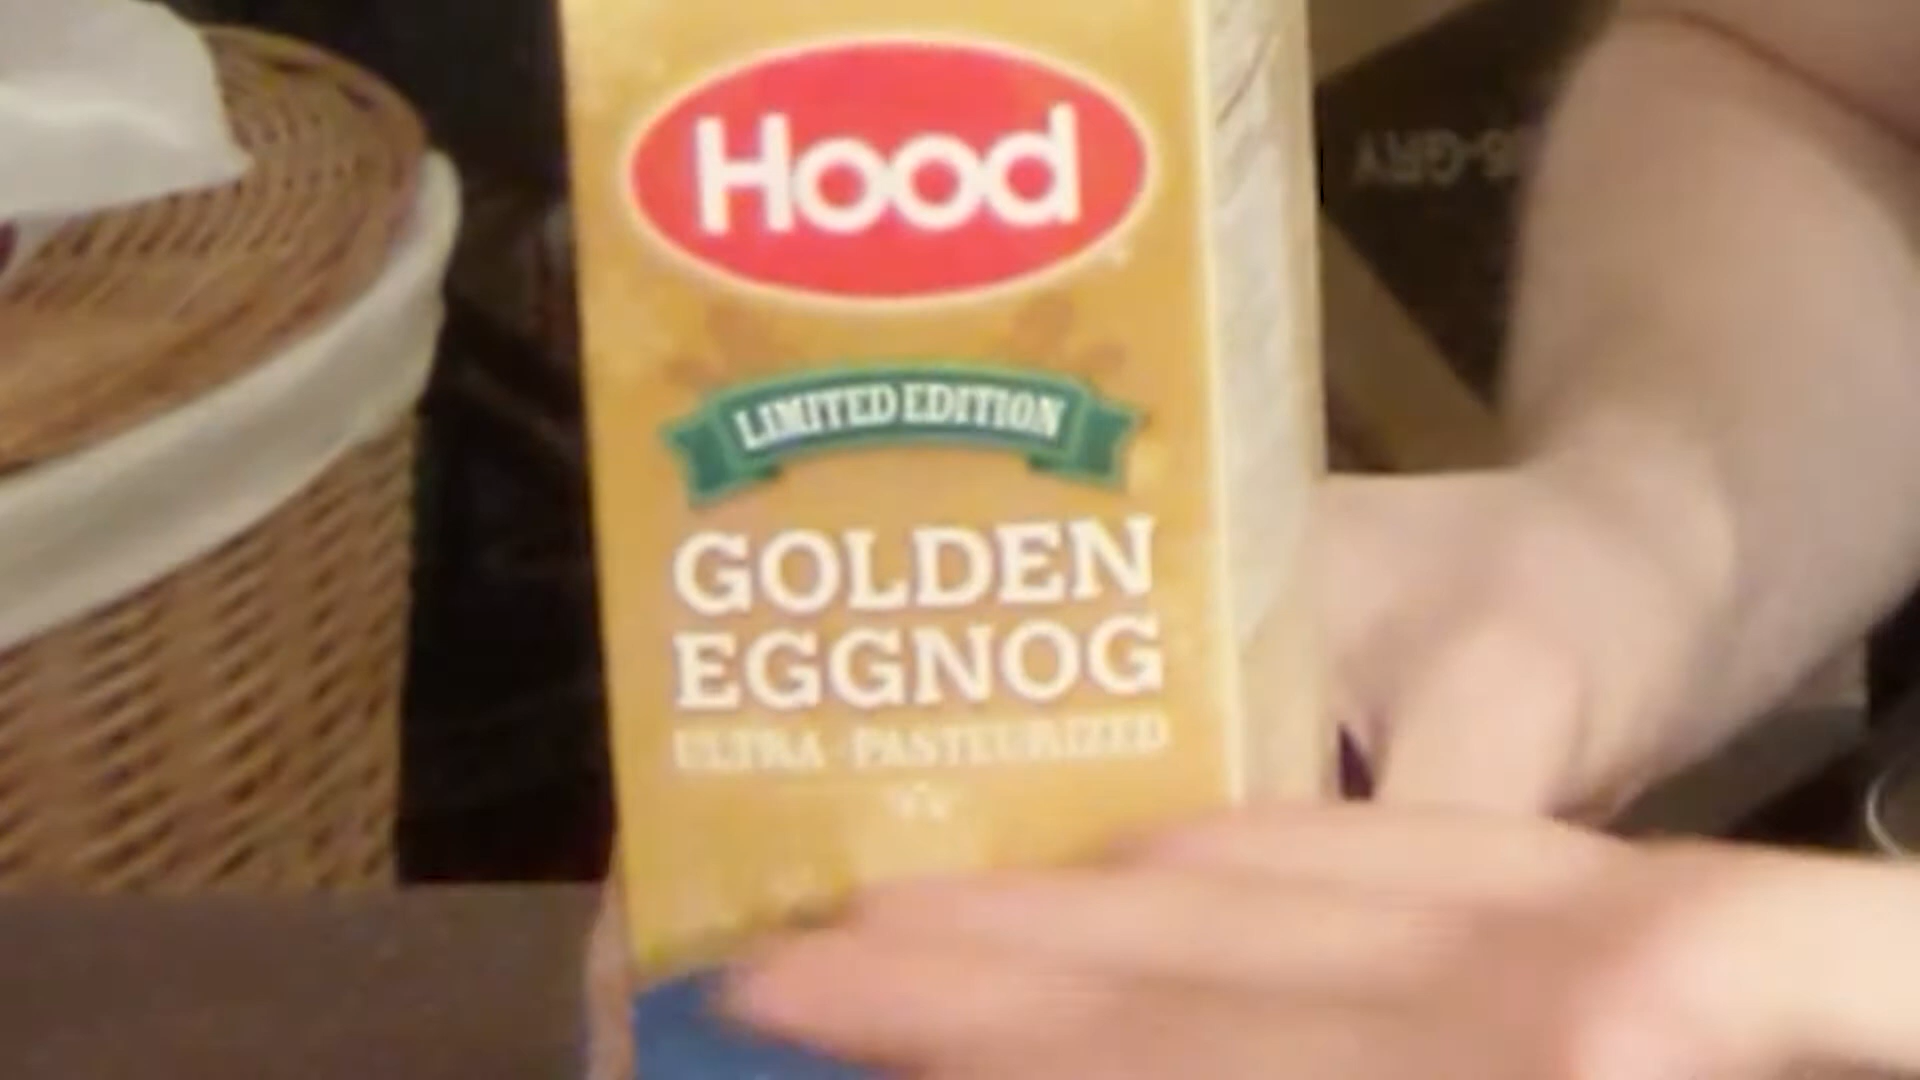 Hood
LIMITED EDITION
GOLDEN
EGGNOG
ULTRA-PASTEURIZED